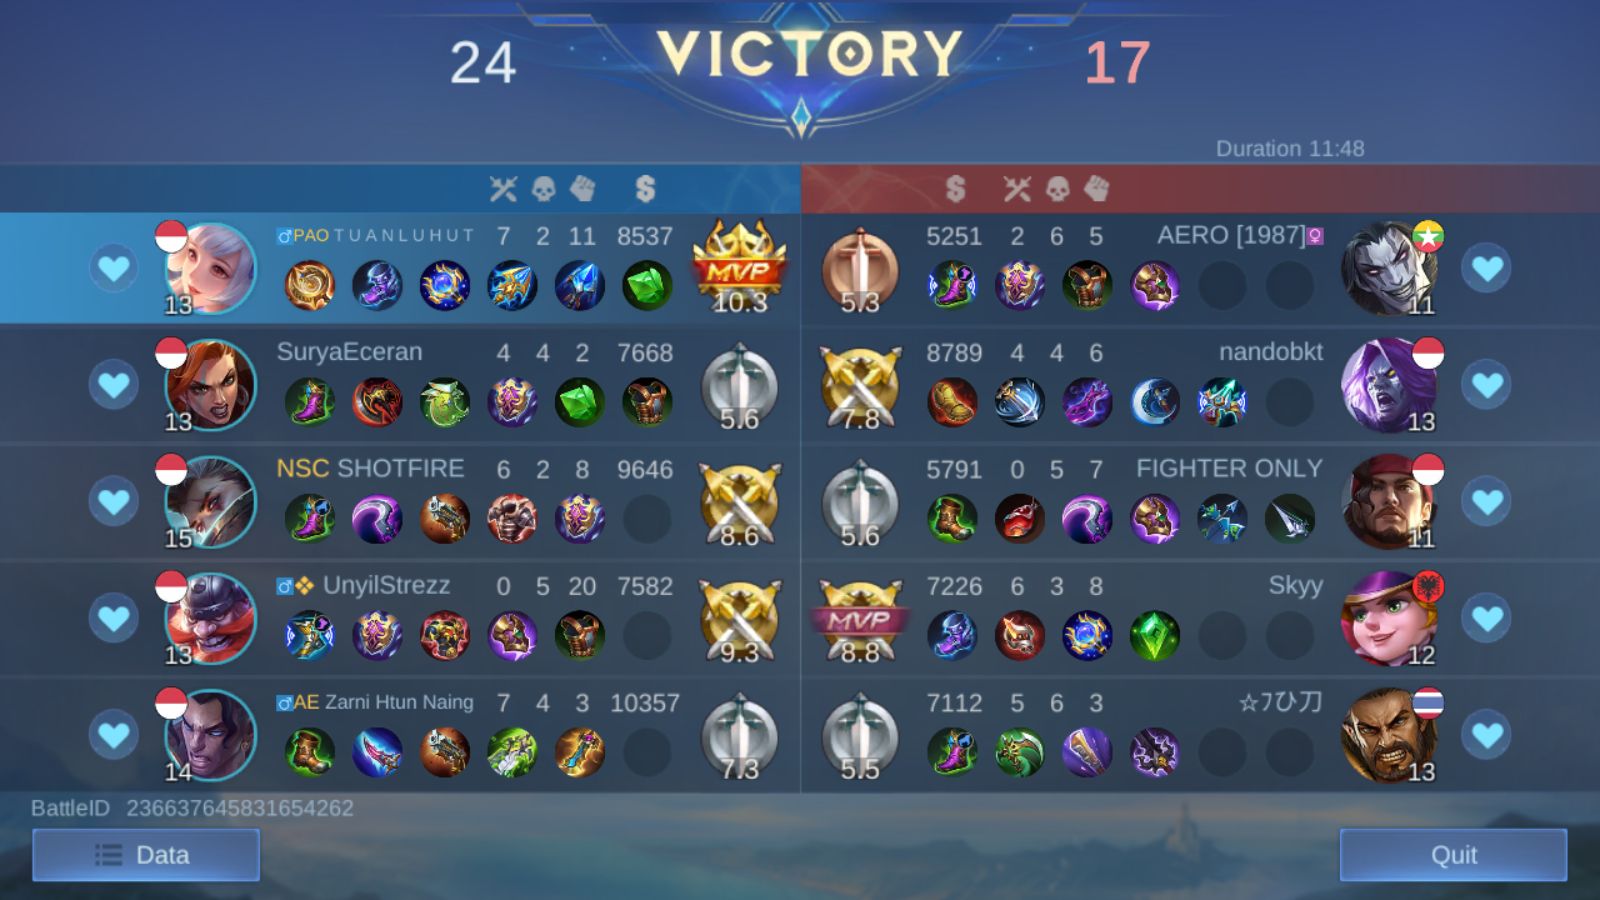 24 VICTORY 17
Duration 11:48
PAO TUANLUHUT 7 2 11 8537 MVP 10.3 13
5.3 5251 2 6 5 AERO [1987] 11
SuryaEceran 4 4 2 7668 5.6 13
7.8 8789 4 4 6 nandobkt 13
NSC SHOTFIRE 6 2 8 9646 8.6 15
5.6 5791 0 5 7 FIGHTER ONLY 11
UnyilStrezz 0 5 20 7582 9.3 13
MVP 8.8 7226 6 3 8 Skyy 12
AE Zarni Htun Naing 7 4 3 10357 7.3 14
5.5 7112 5 6 3 ☆フひ刀 13
BattleID 236637645831654262
Data
Quit